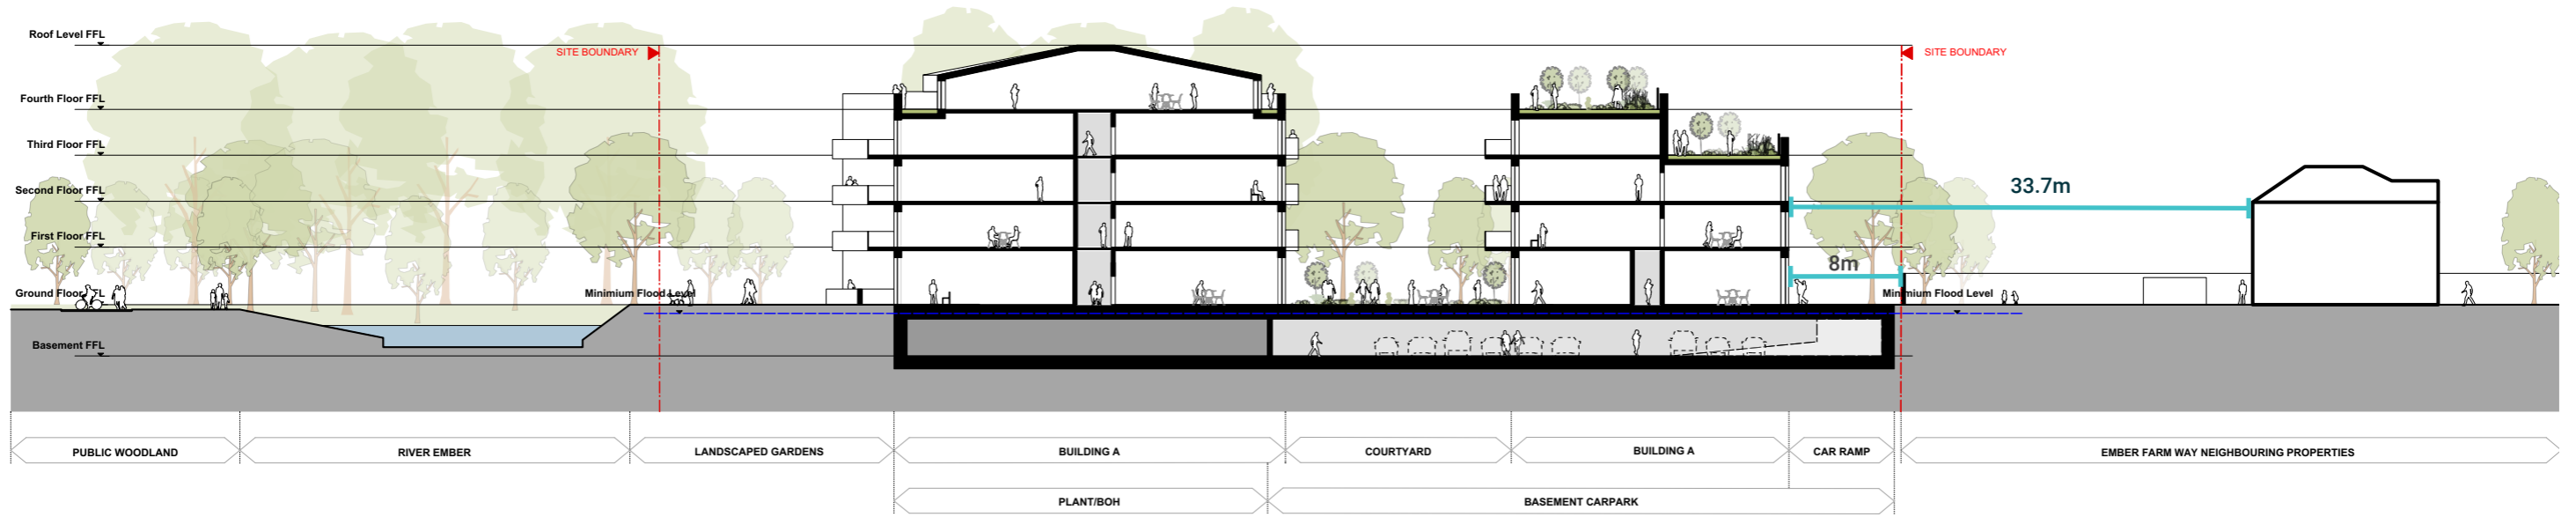 Roof Level FFL
SITE BOUNDARY
SITE BOUNDARY
Fourth Floor FFL
Third Floor FFL
Second Floor FFL
33.7m
First Floor FFL
8m
Ground Floor FFL
Minimium Flood Level
Minimium Flood Level
Basement FFL
PUBLIC WOODLAND
RIVER EMBER
LANDSCAPED GARDENS
BUILDING A
COURTYARD
BUILDING A
CAR RAMP
EMBER FARM WAY NEIGHBOURING PROPERTIES
PLANT/BOH
BASEMENT CARPARK